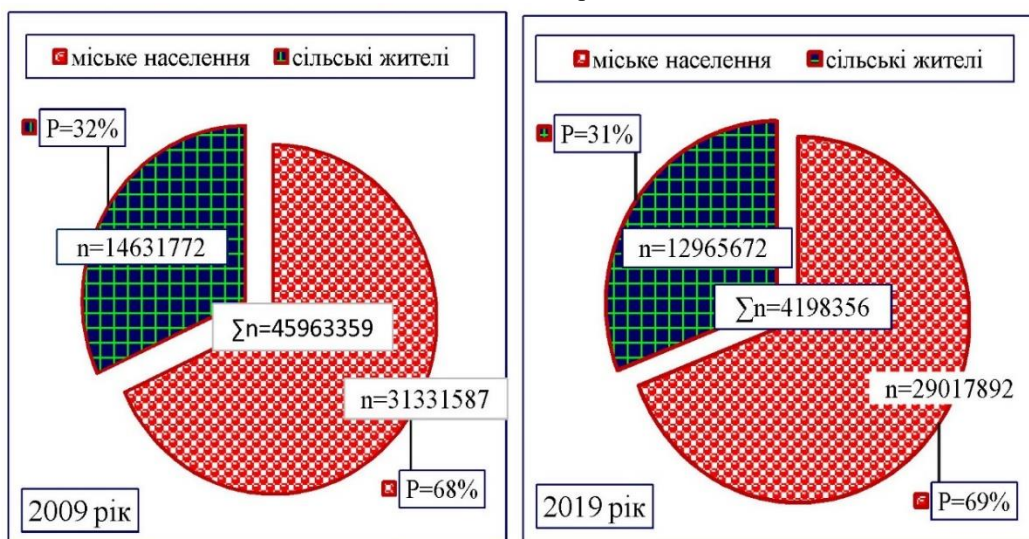 міське населення сільські жителі
P=32%
n=14631772
∑n=45963359
n=31331587
P=68%
2009 рік
міське населення сільські жителі
P=31%
n=12965672
∑n=4198356
n=29017892
P=69%
2019 рік